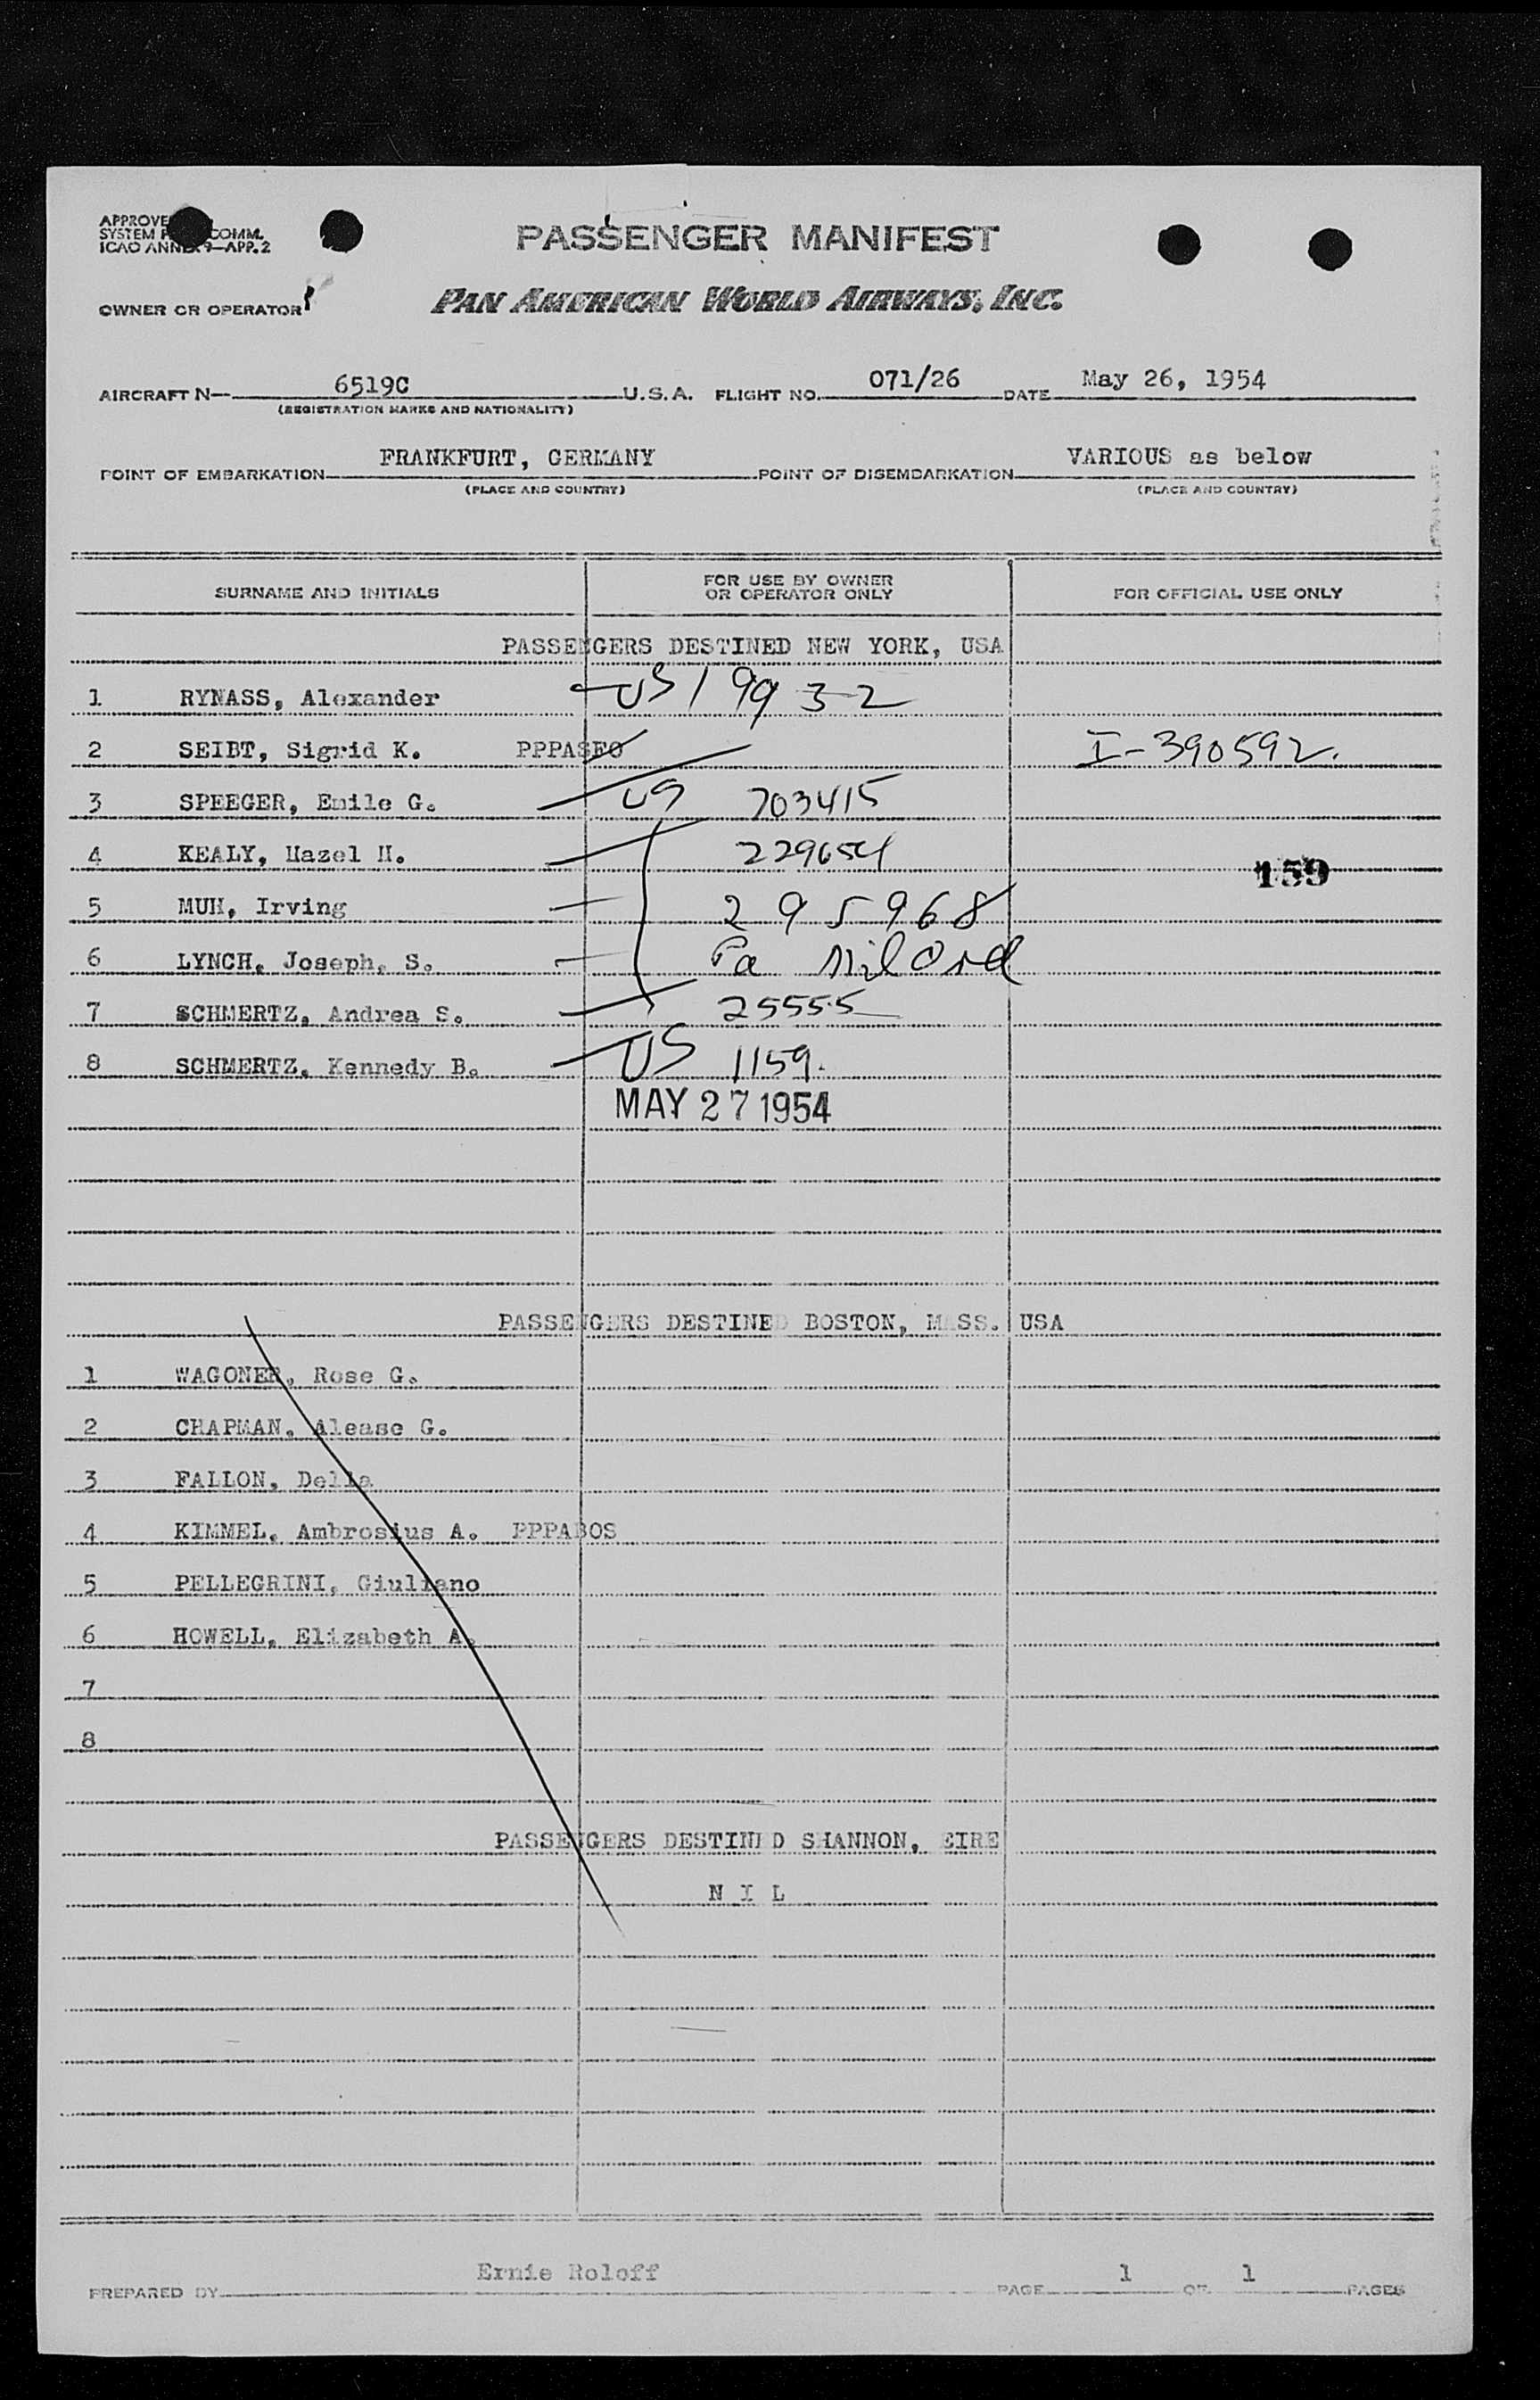 PASSENGER MANIFEST
SYSTEM COMM.
ICAO 9—APP. 2
OWNER OR OPERATOR PAN AMERICAN WORLD AIRWAYS, INC.
AIRCRAFT N— 6519C U.S.A. FLIGHT NO. 071/26 DATE May 26, 1954
(REGISTRATION MARKS AND NATIONALITY)
POINT OF EMBARKATION FRANKFURT, GERMANY POINT OF DISEMBARKATION VARIOUS as below
(PLACE AND COUNTRY) (PLACE AND COUNTRY)
SURNAME AND INITIALS FOR USE BY OWNER OR OPERATOR ONLY FOR OFFICIAL USE ONLY
PASSENGERS DESTINED NEW YORK, USA
1 RYNASS, Alexander US 19932
2 SEIBT, Sigrid K. PPPASEO I-390592.
3 SPEEGER, Emile G. US 703415
4 KEALY, Hazel H. 229654
159
5 MUH, Irving 295968
6 LYNCH, Joseph, S.
7 SCHMERTZ, Andrea S. 25555
8 SCHMERTZ, Kennedy B. US 1159.
MAY 27 1954
PASSENGERS DESTINED BOSTON, MASS. USA
1 WAGONER, Rose G.
2 CHAPMAN, Alease G.
3 FALLON, Della
4 KIMMEL, Ambrosius A. PPPABOS
5 PELLEGRINI, Giuliano
6 HOWELL, Elizabeth A.
7
8
PASSENGERS DESTINED SHANNON, EIRE
N I L
PREPARED BY Ernie Roloff PAGE 1 OF 1 PAGES